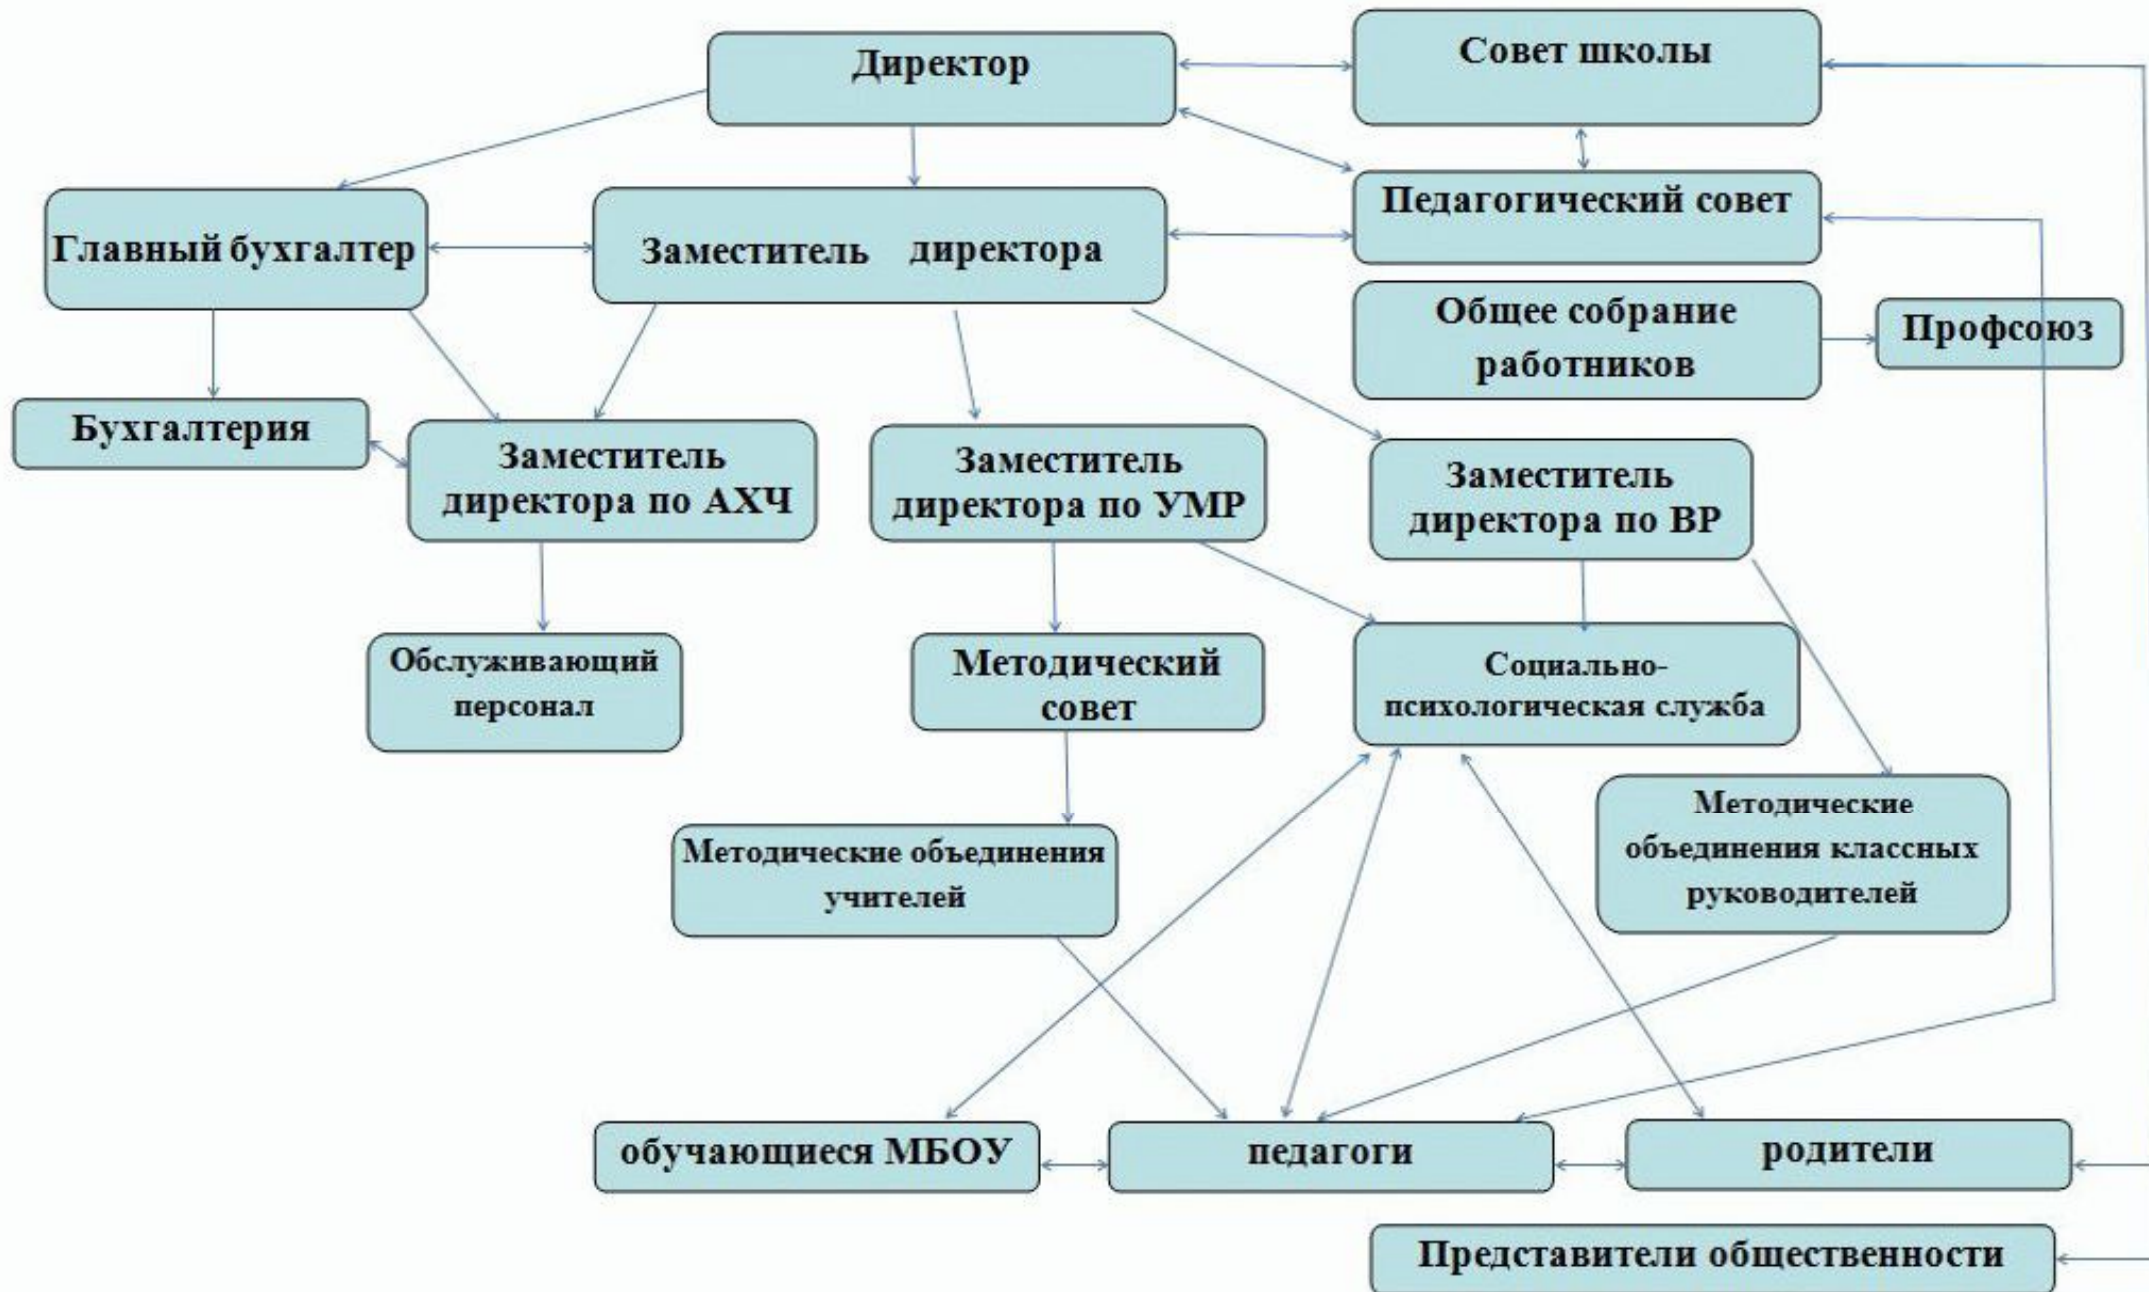 Директор
Совет школы
Педагогический совет
Главный бухгалтер
Заместитель директора
Общее собрание
работников
Профсоюз
Бухгалтерия
Заместитель
директора по АХЧ
Заместитель
директора по УМР
Заместитель
директора по ВР
Обслуживающий
персонал
Методический
совет
Социально-
психологическая служба
Методические объединения
учителей
Методические
объединения классных
руководителей
обучающиеся МБОУ
педагоги
родители
Представители общественности